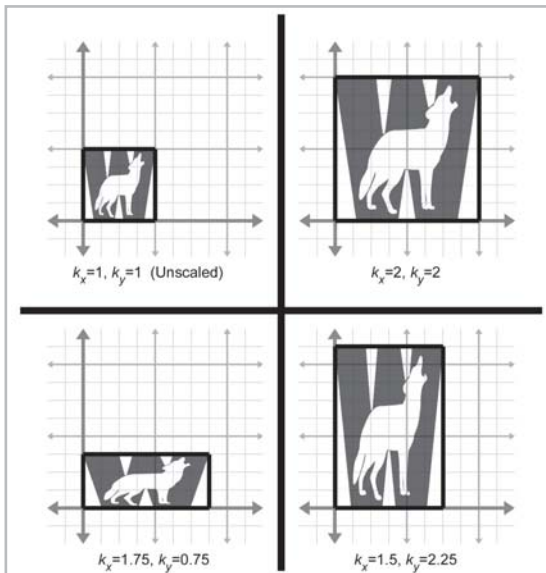 kx=1, ky=1 (Unscaled)
kx=2, ky=2
kx=1.75, ky=0.75
kx=1.5, ky=2.25